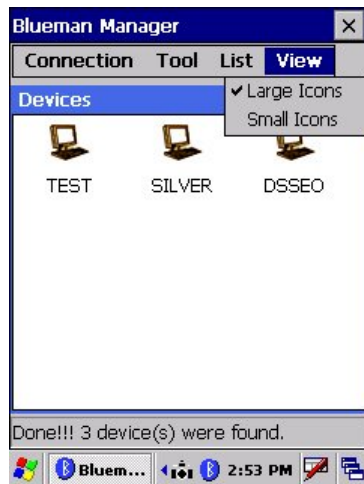 Blueman Manager
Connection Tool List View
Devices
Large Icons
Small Icons
TEST SILVER DSSEO
Done!!! 3 device(s) were found.
Bluem... 2:53 PM